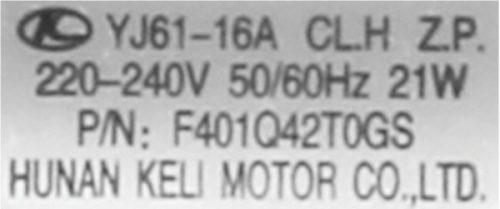 YJ61-16A CL.H Z.P.
220-240V 50/60Hz 21W
P/N: F401Q42T0GS
HUNAN KELI MOTOR CO.,LTD.